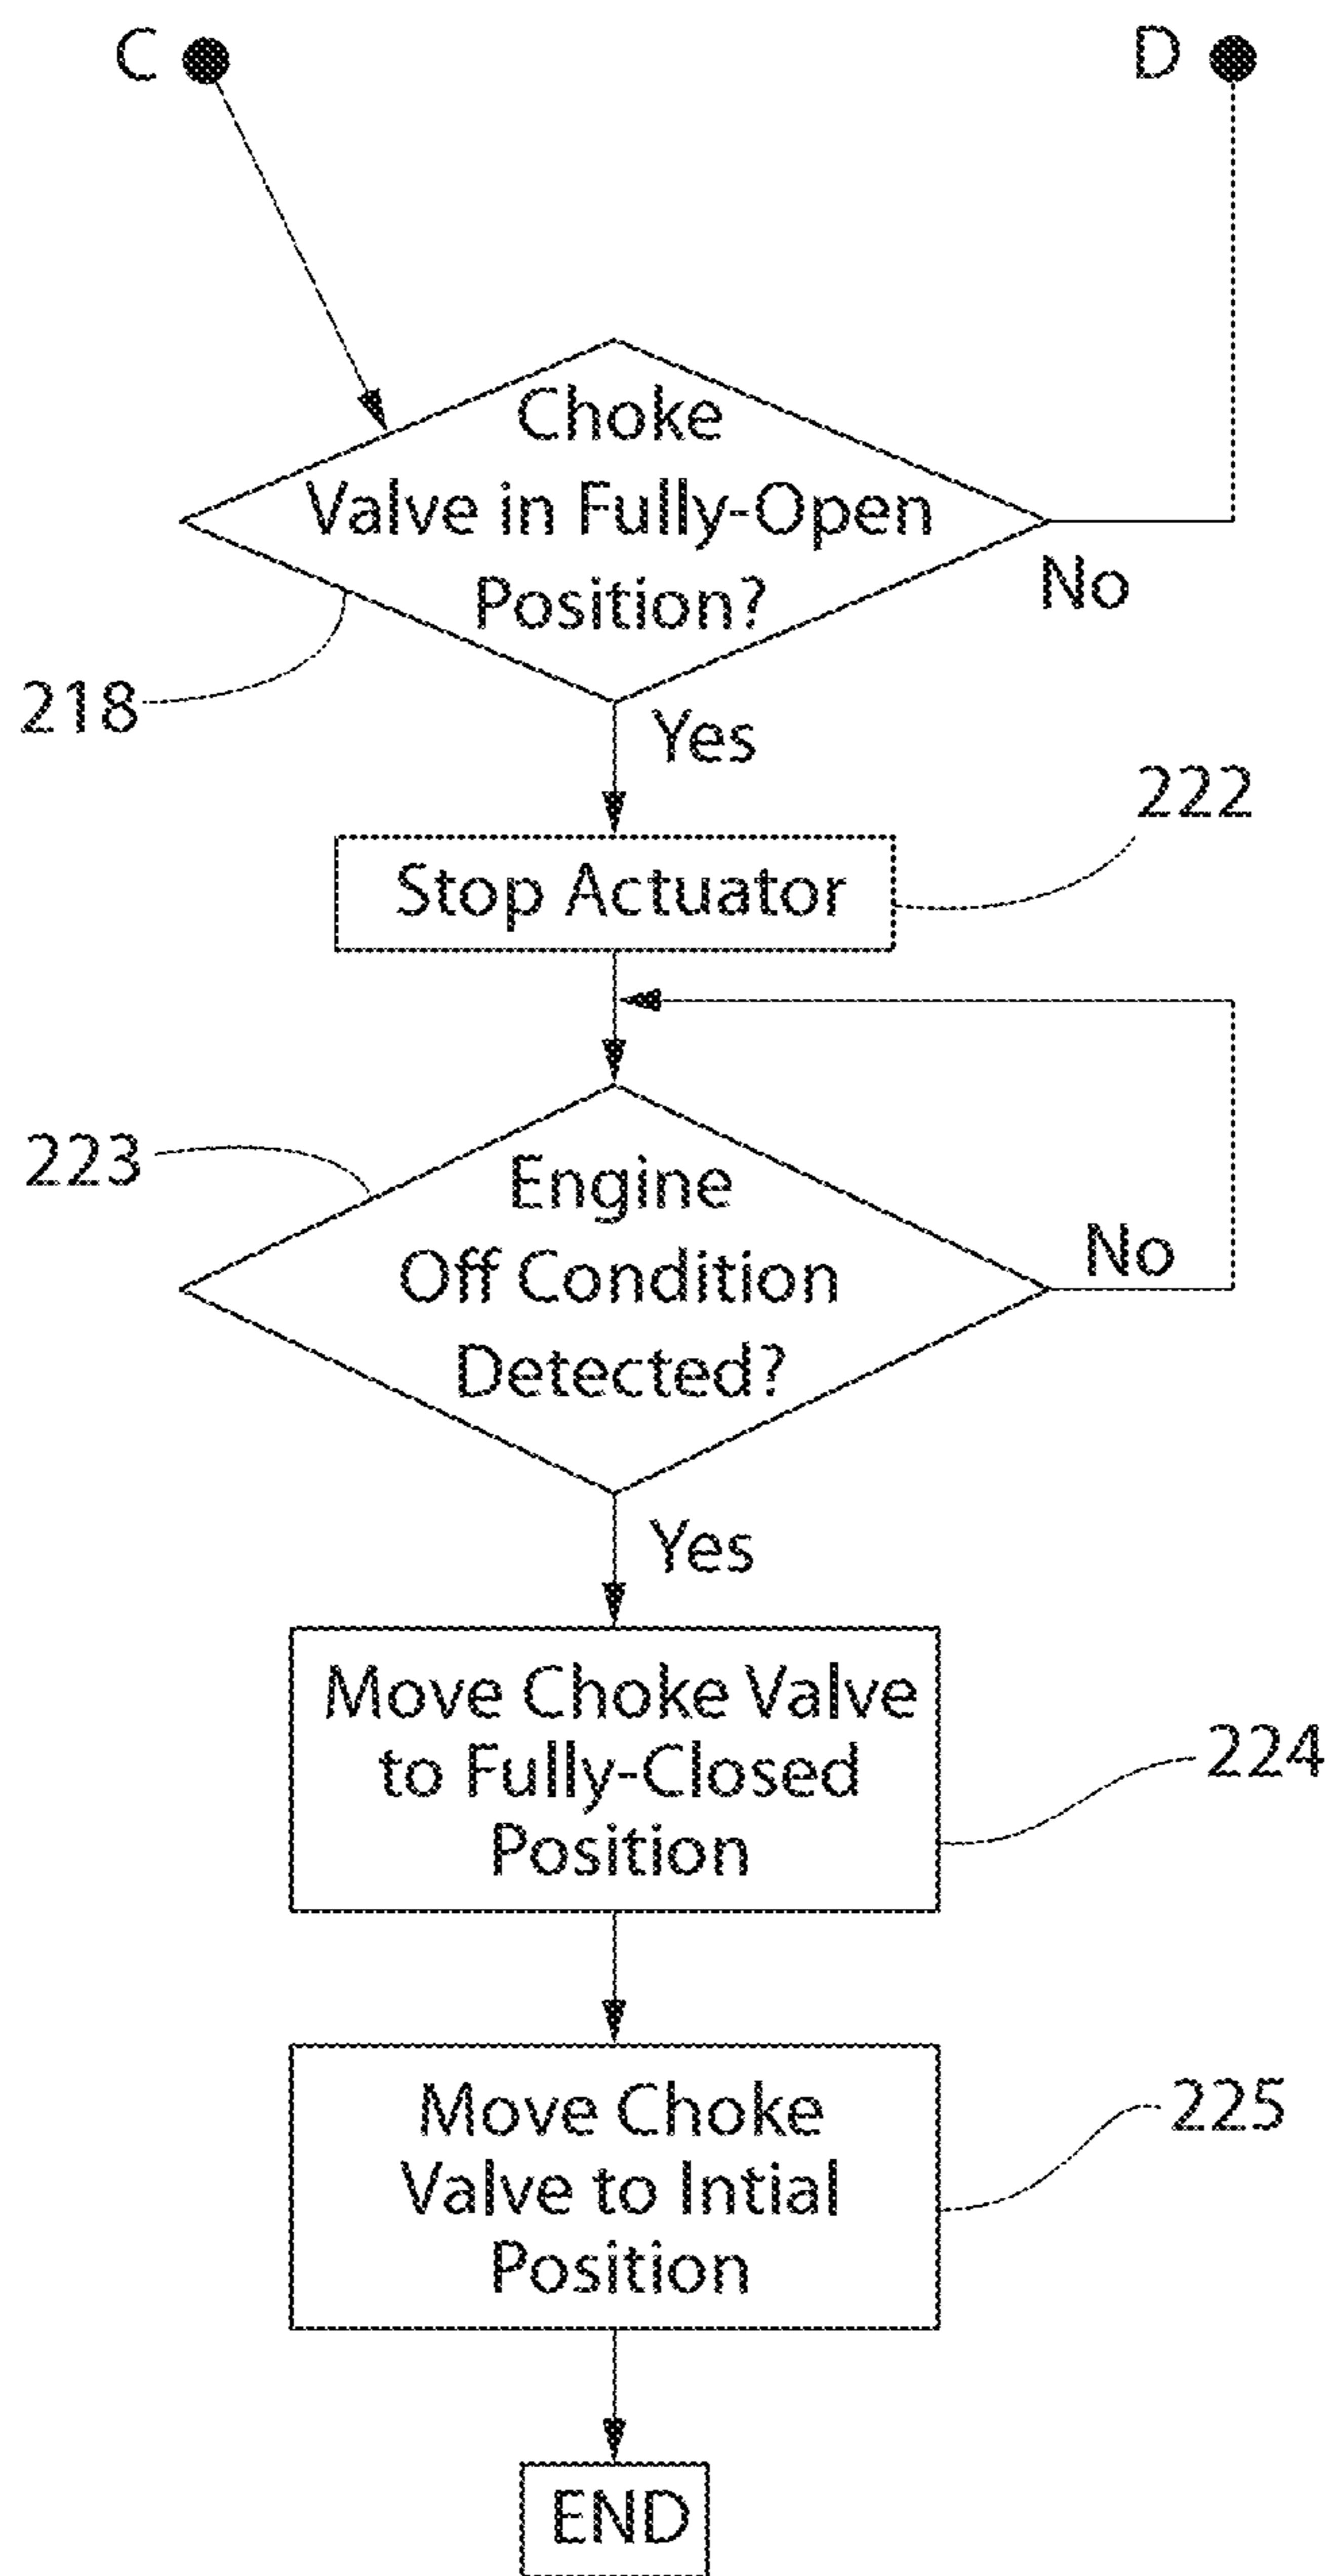 C
D
Choke
Valve in Fully-Open
Position?
No
218
Yes
222
Stop Actuator
223
Engine
Off Condition
Detected?
No
Yes
Move Choke Valve
to Fully-Closed
Position
224
Move Choke
Valve to Intial
Position
225
END